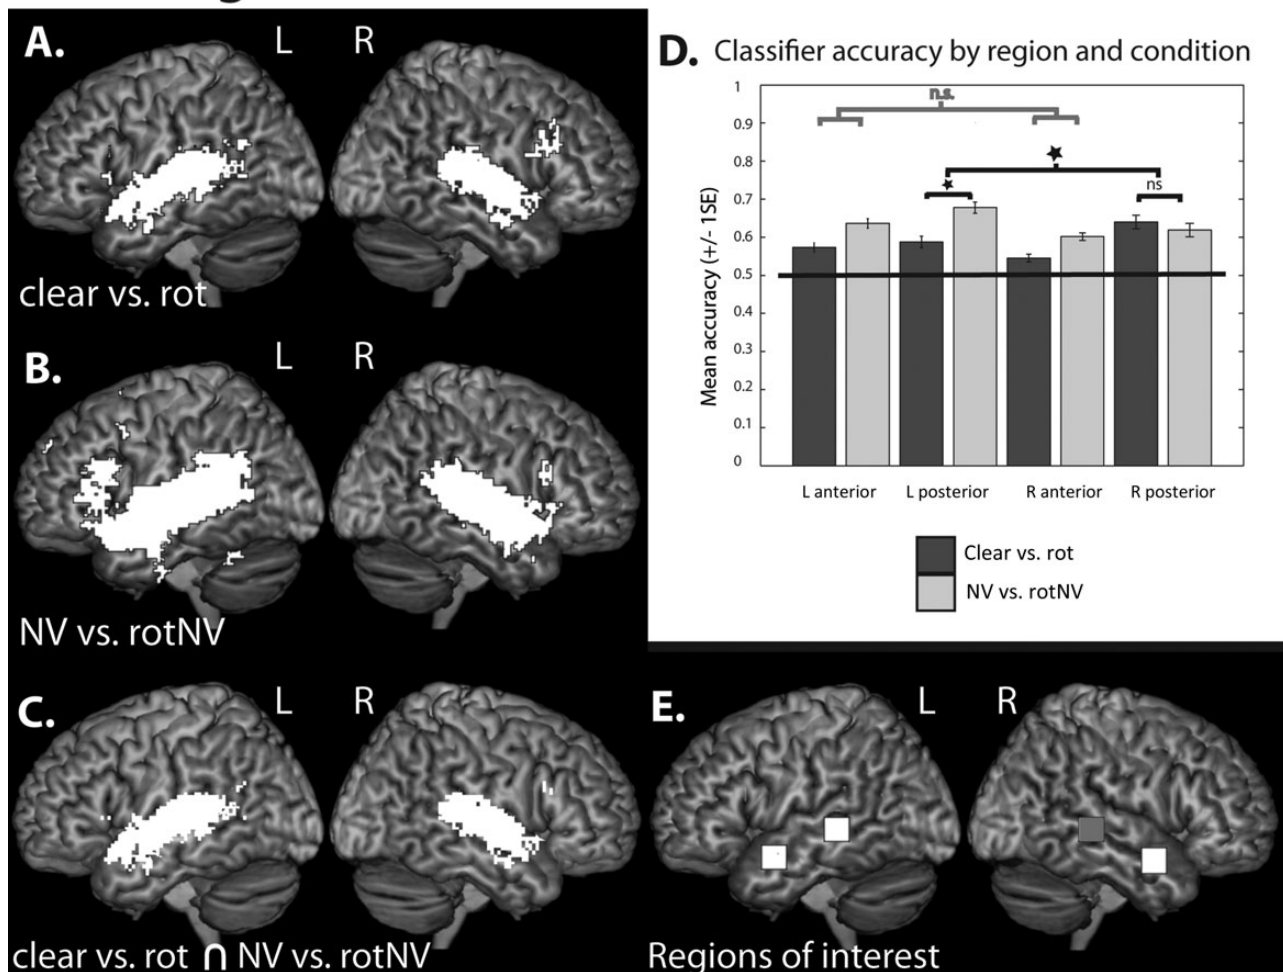 A.
L
R
clear vs. rot
B.
L
R
NV vs. rotNV
C.
L
R
clear vs. rot ∩ NV vs. rotNV
D. Classifier accuracy by region and condition
Mean accuracy (+/- 1SE)
1
0.9
0.8
0.7
0.6
0.5
0.4
0.3
0.2
0.1
0
n.s.
ns
L anterior
L posterior
R anterior
R posterior
Clear vs. rot
NV vs. rotNV
E.
L
R
Regions of interest